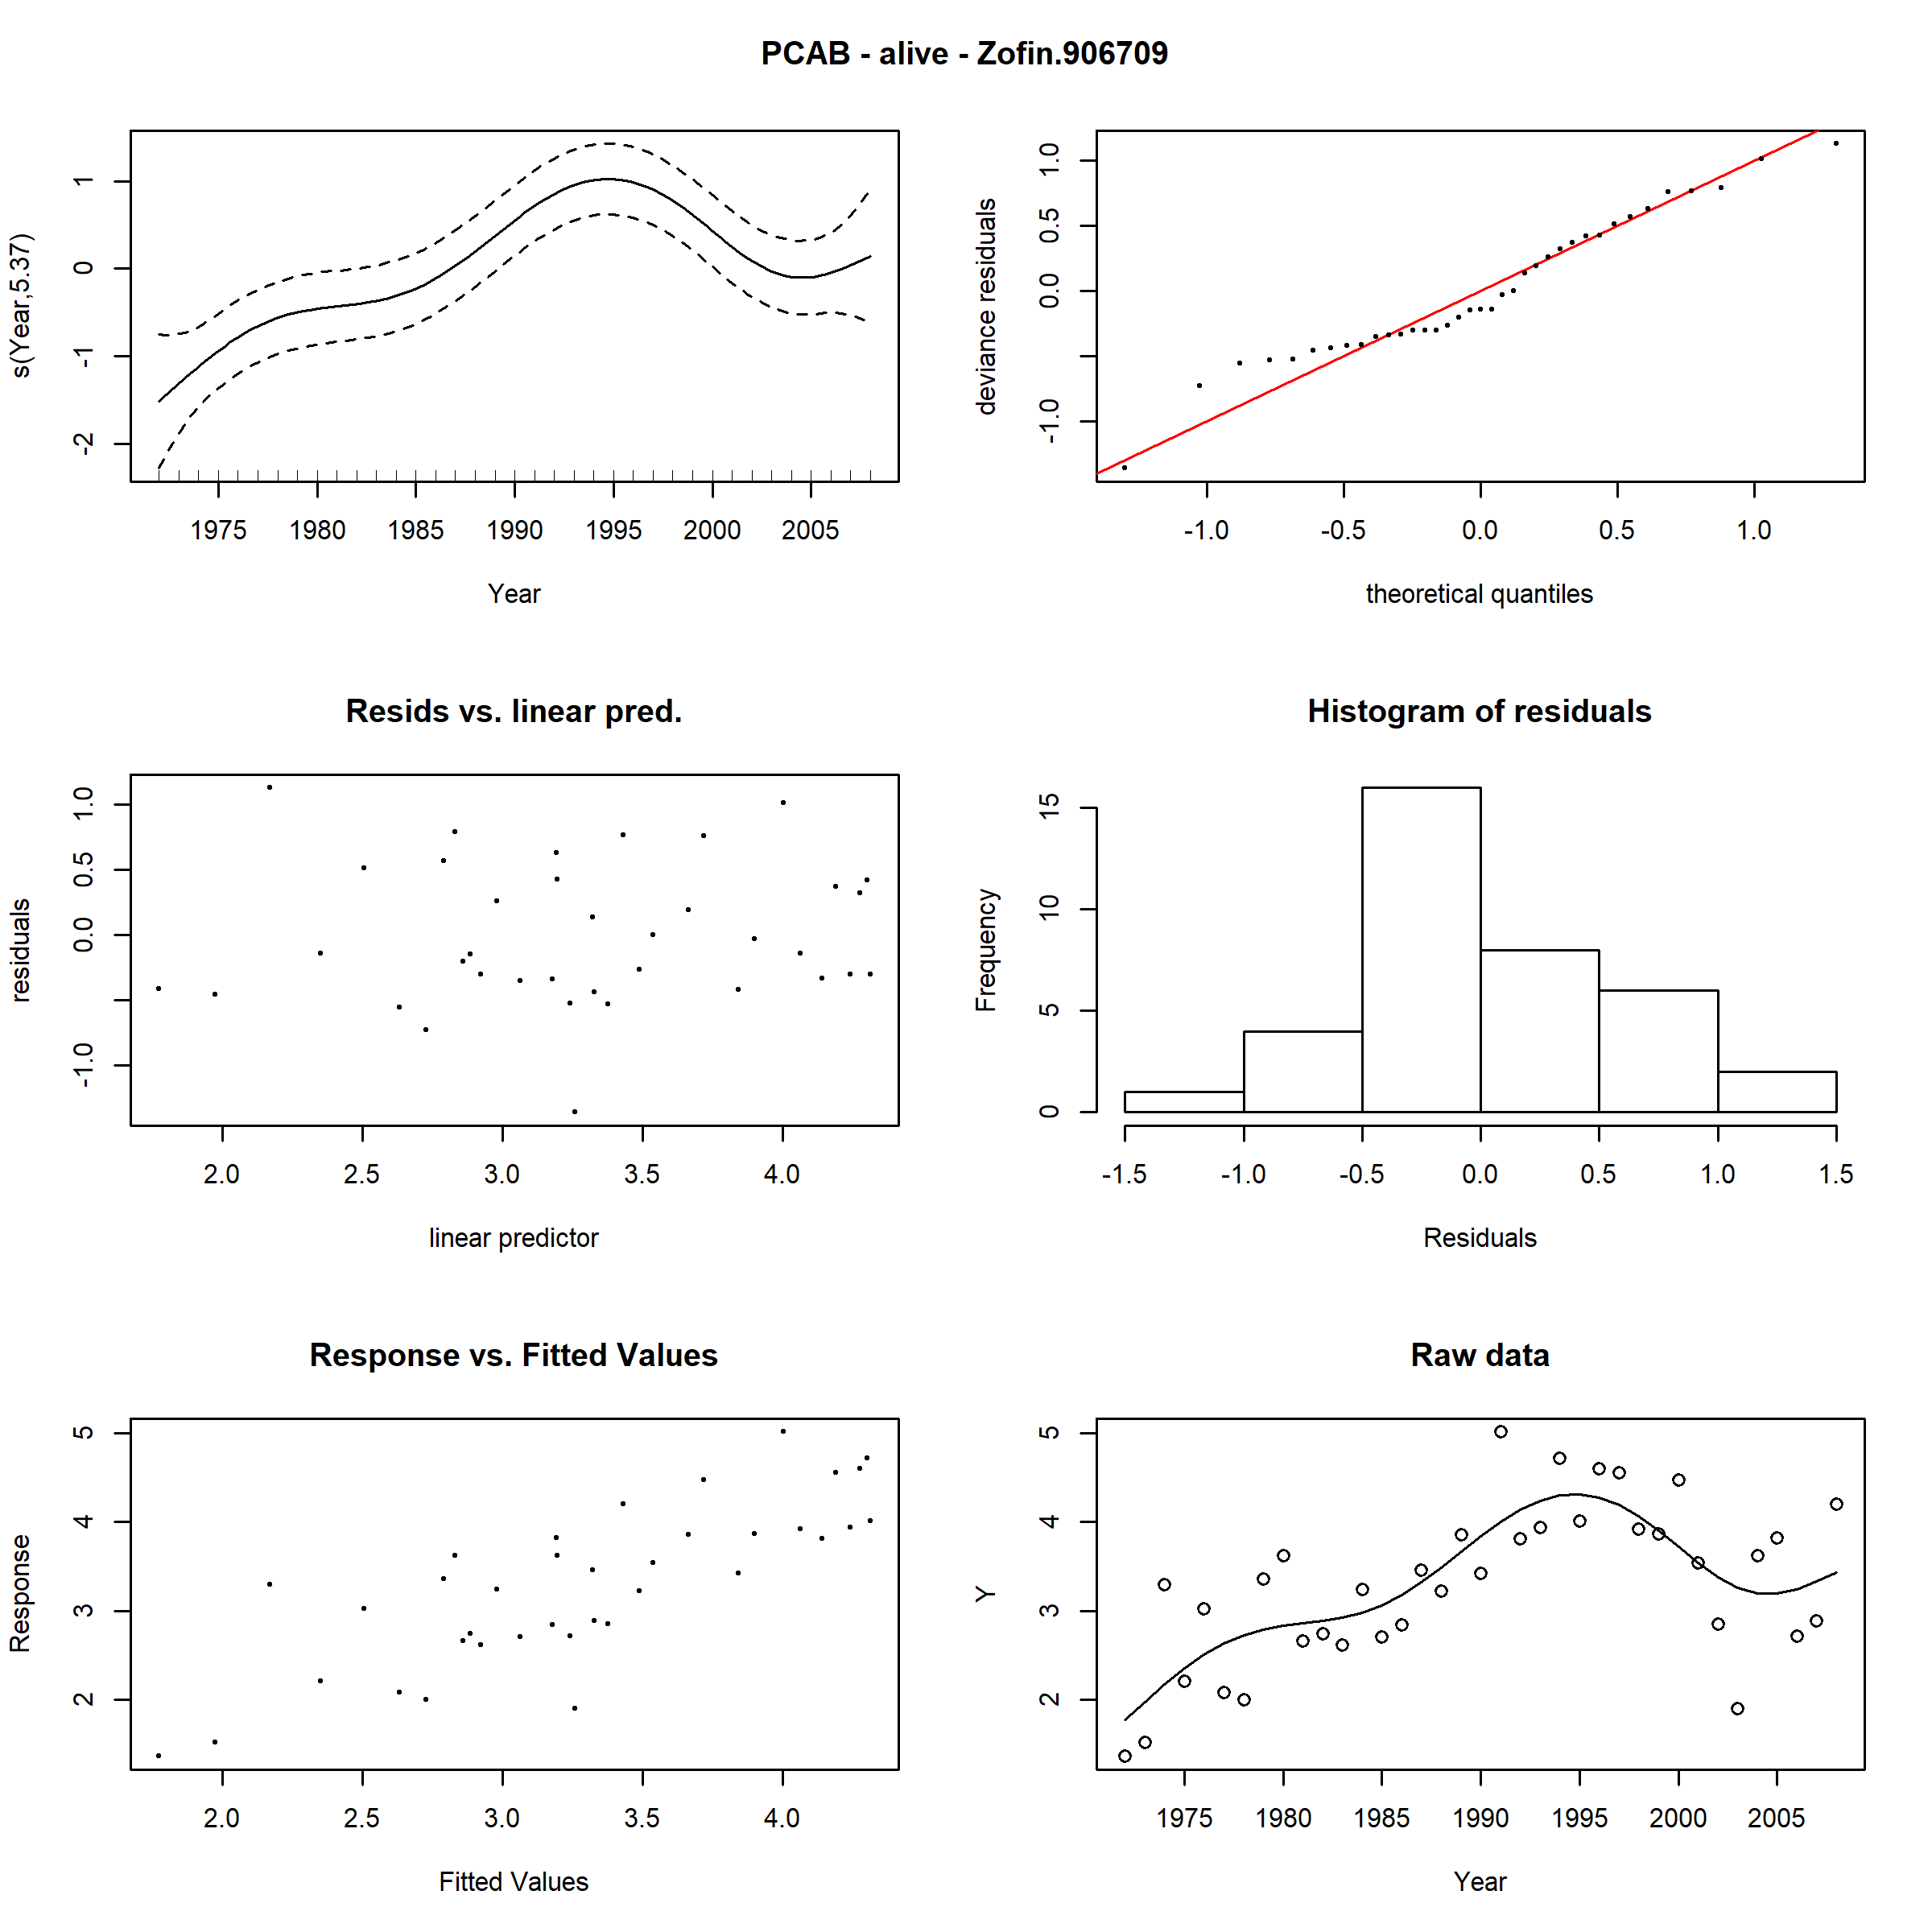 PCAB - alive - Zofin.906709
s(Year,5.37)
1
0
-1
-2
1975 1980 1985 1990 1995 2000 2005
Year
deviance residuals
1.0
0.5
0.0
-1.0
-1.0 -0.5 0.0 0.5 1.0
theoretical quantiles
Resids vs. linear pred.
residuals
1.0
0.5
0.0
-1.0
2.0 2.5 3.0 3.5 4.0
linear predictor
Histogram of residuals
Frequency
15
10
5
0
-1.5 -1.0 -0.5 0.0 0.5 1.0 1.5
Residuals
Response vs. Fitted Values
Response
5
4
3
2
2.0 2.5 3.0 3.5 4.0
Fitted Values
Raw data
Y
5
4
3
2
1975 1980 1985 1990 1995 2000 2005
Year